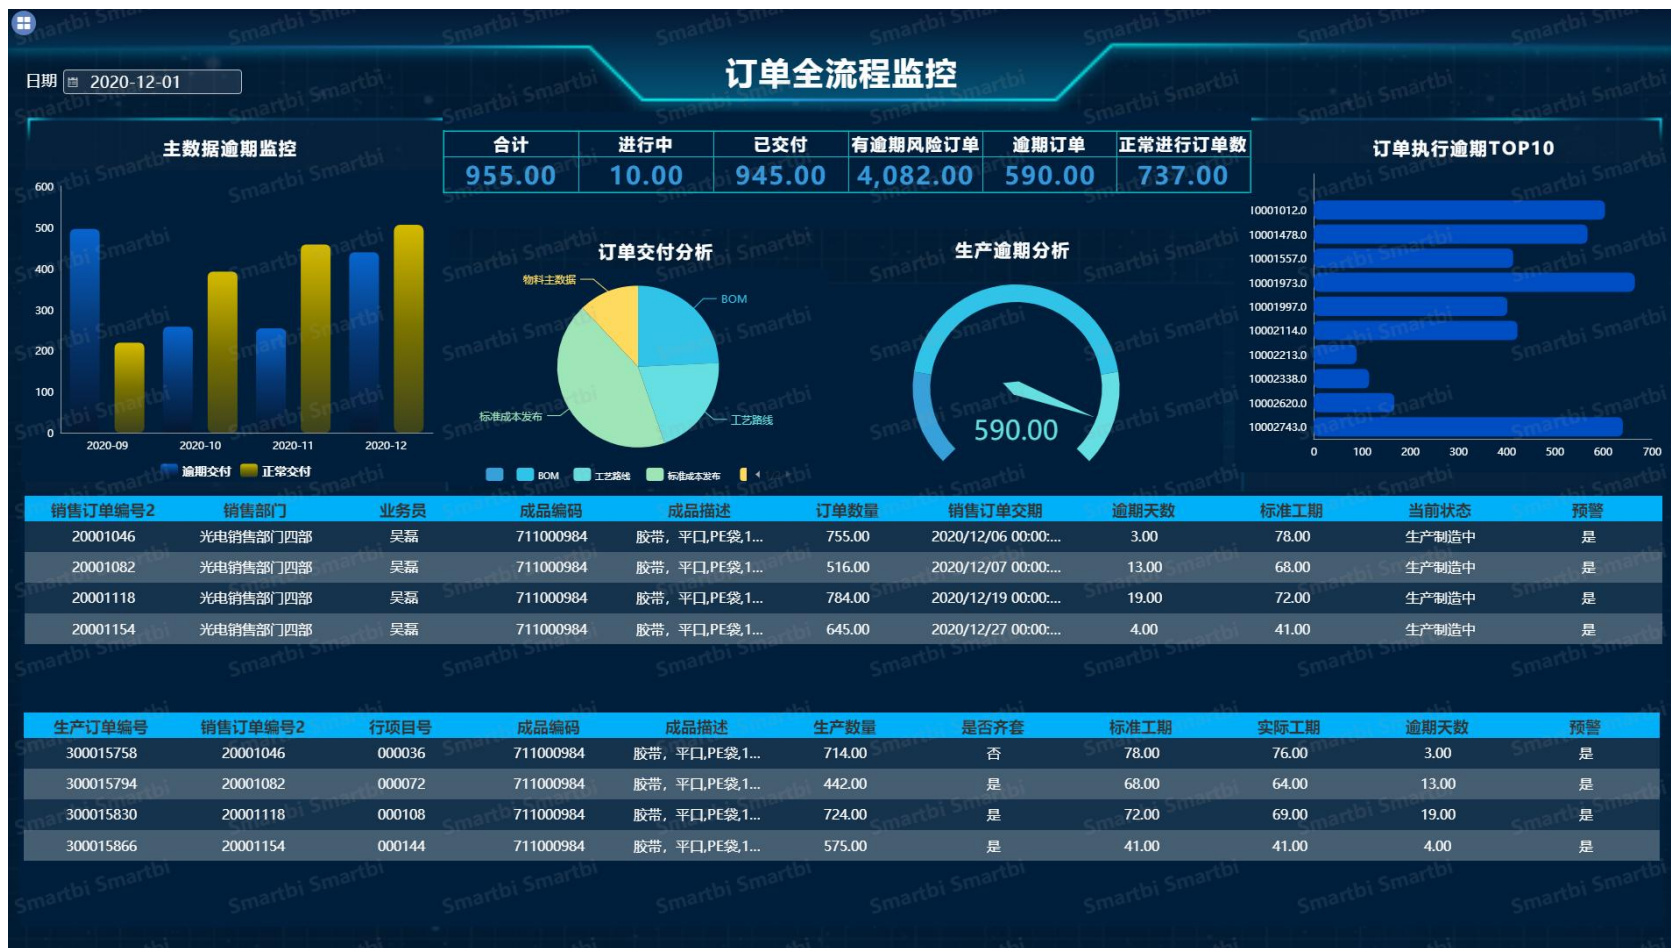 订单全流程监控
日期 2020-12-01
主数据逾期监控
600
500
400
300
200
100
0
2020-09 2020-10 2020-11 2020-12
逾期交付 正常交付
合计 进行中 已交付 有逾期风险订单 逾期订单 正常进行订单数
955.00 10.00 945.00 4,082.00 590.00 737.00
订单交付分析
物料主数据
BOM
标准成本发布
工艺路线
BOM 工艺路线 标准成本发布
生产逾期分析
590.00
订单执行逾期TOP10
10001012.0
10001478.0
10001557.0
10001973.0
10001997.0
10002114.0
10002213.0
10002338.0
10002620.0
10002743.0
0 100 200 300 400 500 600 700
销售订单编号2 销售部门 业务员 成品编码 成品描述 订单数量 销售订单交期 逾期天数 标准工期 当前状态 预警
20001046 光电销售部门四部 吴磊 711000984 胶带，平口,PE袋,1... 755.00 2020/12/06 00:00:... 3.00 78.00 生产制造中 是
20001082 光电销售部门四部 吴磊 711000984 胶带，平口,PE袋,1... 516.00 2020/12/07 00:00:... 13.00 68.00 生产制造中 是
20001118 光电销售部门四部 吴磊 711000984 胶带，平口,PE袋,1... 784.00 2020/12/19 00:00:... 19.00 72.00 生产制造中 是
20001154 光电销售部门四部 吴磊 711000984 胶带，平口,PE袋,1... 645.00 2020/12/27 00:00:... 4.00 41.00 生产制造中 是
生产订单编号 销售订单编号2 行项目号 成品编码 成品描述 生产数量 是否齐套 标准工期 实际工期 逾期天数 预警
300015758 20001046 000036 711000984 胶带，平口,PE袋,1... 714.00 否 78.00 76.00 3.00 是
300015794 20001082 000072 711000984 胶带，平口,PE袋,1... 442.00 是 68.00 64.00 13.00 是
300015830 20001118 000108 711000984 胶带，平口,PE袋,1... 724.00 是 72.00 69.00 19.00 是
300015866 20001154 000144 711000984 胶带，平口,PE袋,1... 575.00 是 41.00 41.00 4.00 是
Smartbi Smartbi